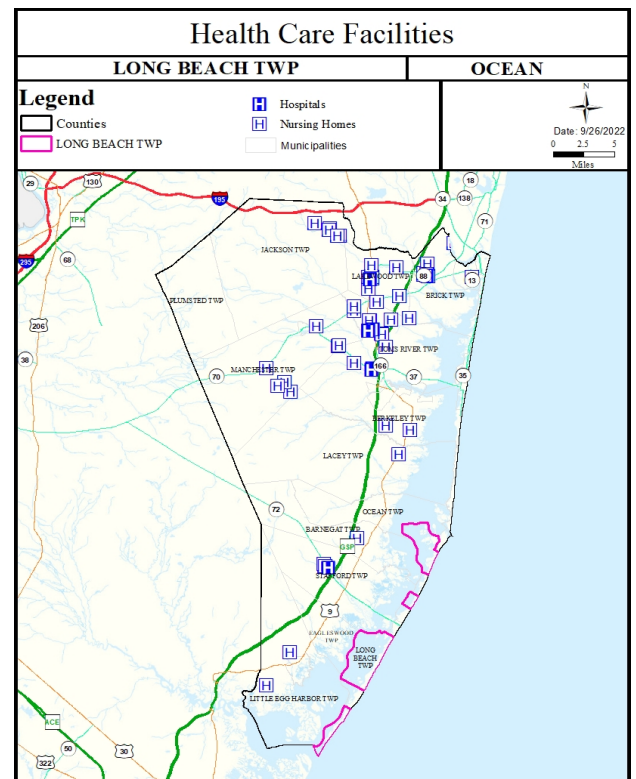 Health Care Facilities
LONG BEACH TWP
OCEAN
Legend
Counties
LONG BEACH TWP
H Hospitals
H Nursing Homes
Municipalities
N
Date: 9/26/2022
0 2.5 5
Miles
29
130
18
195
34
138
TPK
71
JACKSON TWP
295
68
LAKEWOOD TWP
88
13
PLUMSTED TWP
BRICK TWP
206
TOMS RIVER TWP
38
MANCHESTER TWP
166
70
37
35
BERKELEY TWP
LACEY TWP
72
OCEAN TWP
BARNEGAT TWP
GSP
STAFFORD TWP
9
EAGLESWOOD
TWP
LONG
BEACH
TWP
LITTLE EGG HARBOR TWP
ACE
50
30
322